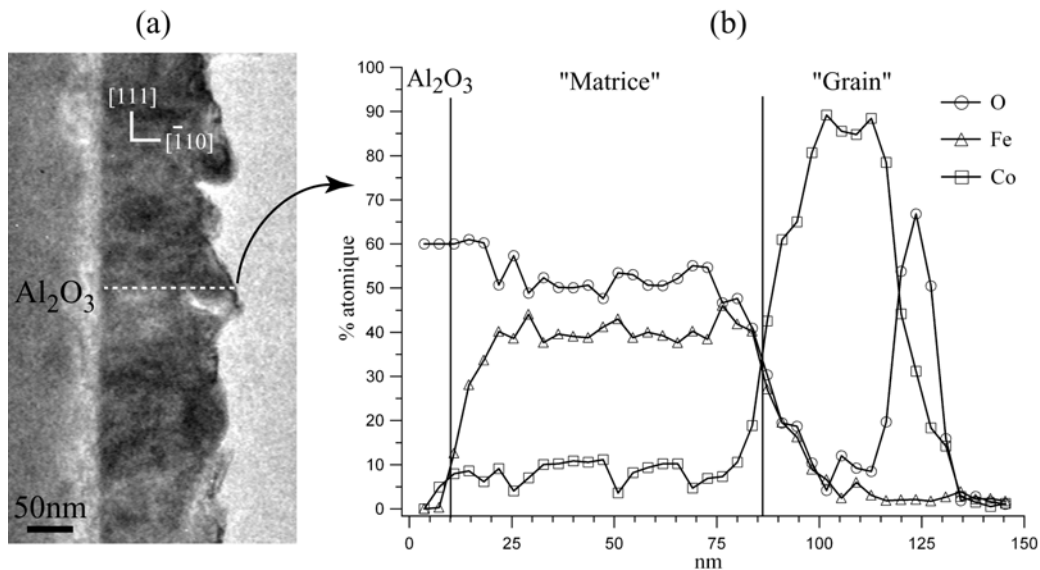 (a)
[111]
[1̄10]
Al₂O₃
50nm
(b)
Al₂O₃
"Matrice"
"Grain"
O
Fe
Co
% atomique
100
90
80
70
60
50
40
30
20
10
0
0
25
50
75
100
125
150
nm